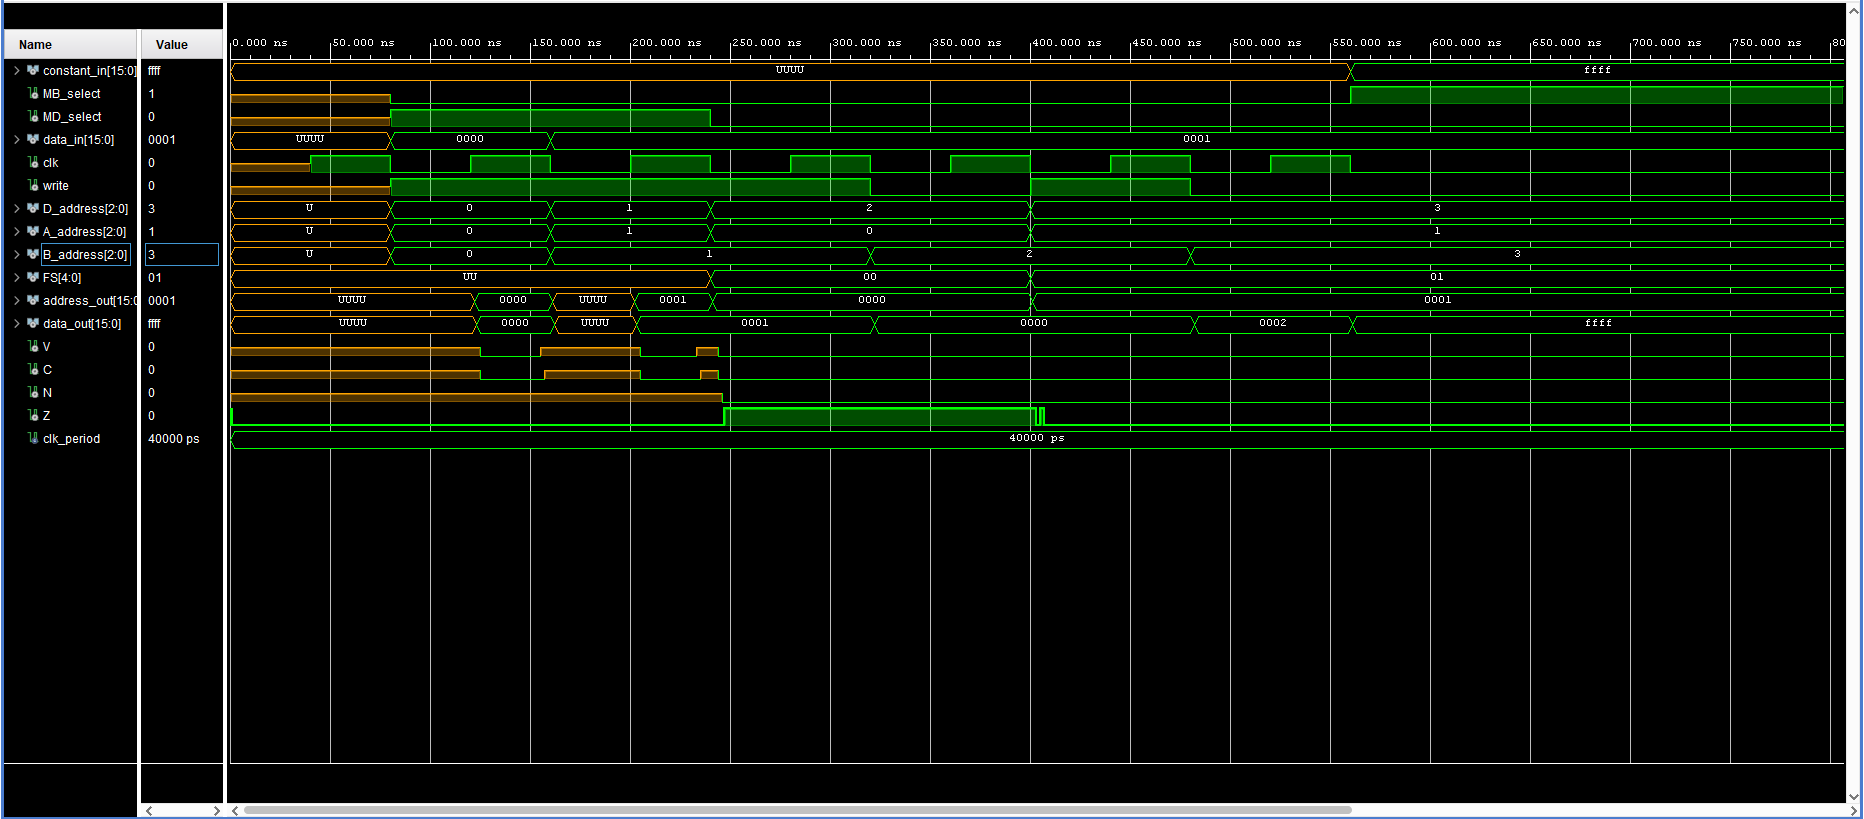 Name Value
0.000 ns 50.000 ns 100.000 ns 150.000 ns 200.000 ns 250.000 ns 300.000 ns 350.000 ns 400.000 ns 450.000 ns 500.000 ns 550.000 ns 600.000 ns 650.000 ns 700.000 ns 750.000 ns 80
constant_in[15:0] ffff UUUU ffff
MB_select 1
MD_select 0
data_in[15:0] 0001 UUUU 0000 0001
clk 0
write 0
D_address[2:0] 3 U 0 1 2 3
A_address[2:0] 1 U 0 1 0 1
B_address[2:0] 3 U 0 1 2 3
FS[4:0] 01 UU 00 01
address_out[15:0 0001 UUUU 0000 UUUU 0001 0000 0001
data_out[15:0] ffff UUUU 0000 UUUU 0001 0000 0002 ffff
V 0
C 0
N 0
Z 0
clk_period 40000 ps 40000 ps